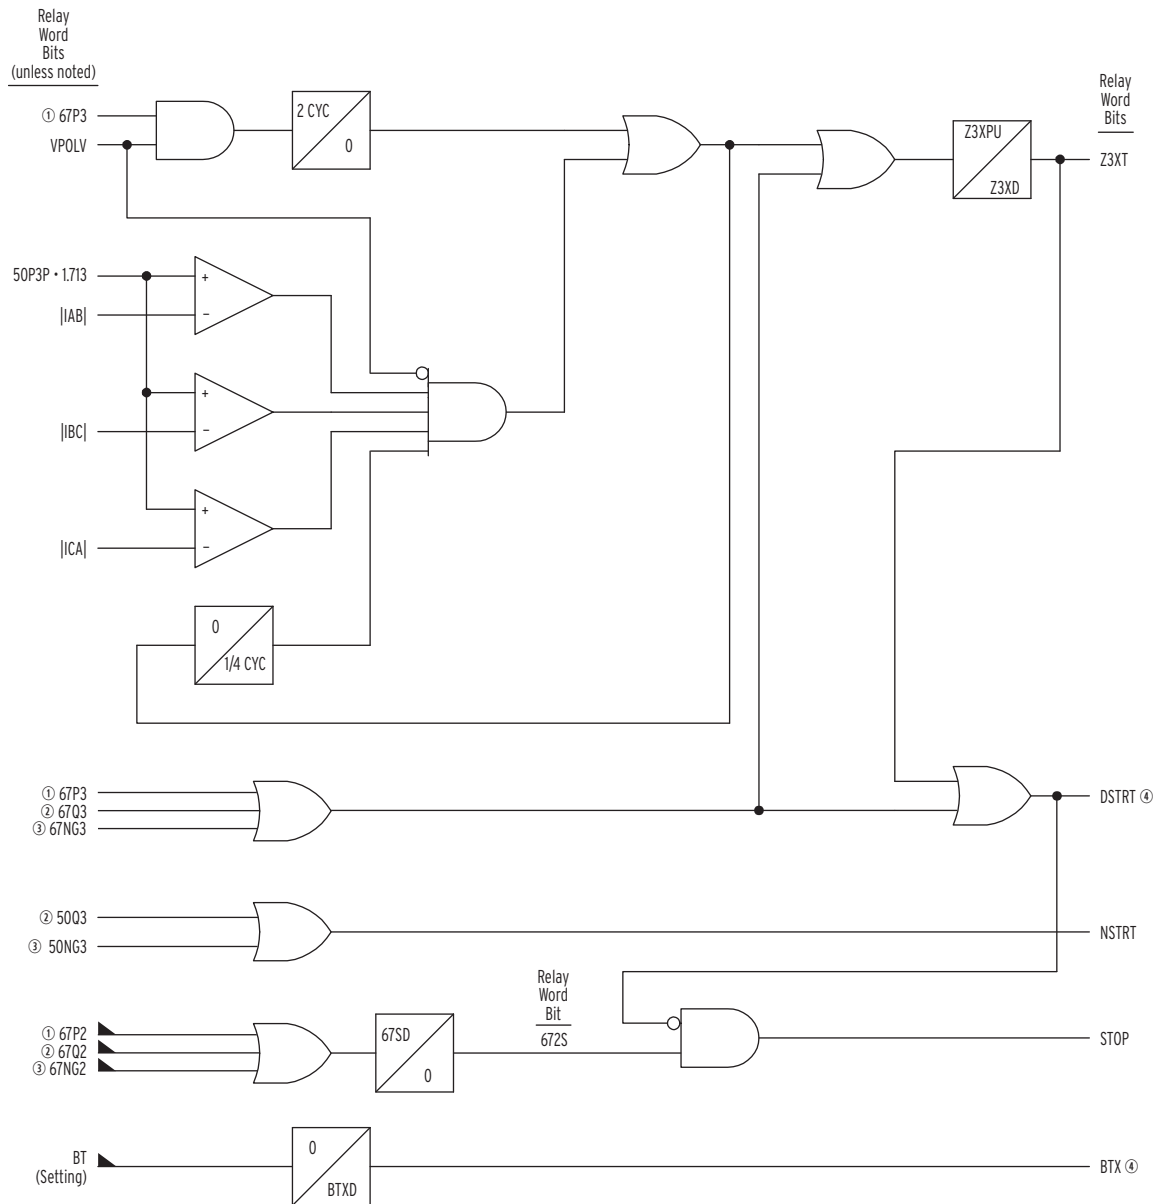 Relay
Word
Bits
(unless noted)
① 67P3
VPOLV
2 CYC
0
Relay
Word
Bits
Z3XPU
Z3XD
Z3XT
50P3P • 1.713
+
|IAB|
–
+
|IBC|
–
+
|ICA|
–
0
1/4 CYC
① 67P3
② 67Q3
③ 67NG3
DSTRT ④
② 50Q3
③ 50NG3
NSTRT
① 67P2
② 67Q2
③ 67NG2
67SD
0
Relay
Word
Bit
672S
STOP
BT
(Setting)
0
BTXD
BTX ④